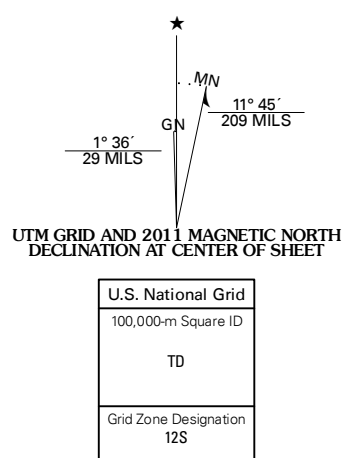 ★
MN
GN
11° 45´
209 MILS
1° 36´
29 MILS
UTM GRID AND 2011 MAGNETIC NORTH
DECLINATION AT CENTER OF SHEET
U.S. National Grid
100,000-m Square ID
TD
Grid Zone Designation
12S